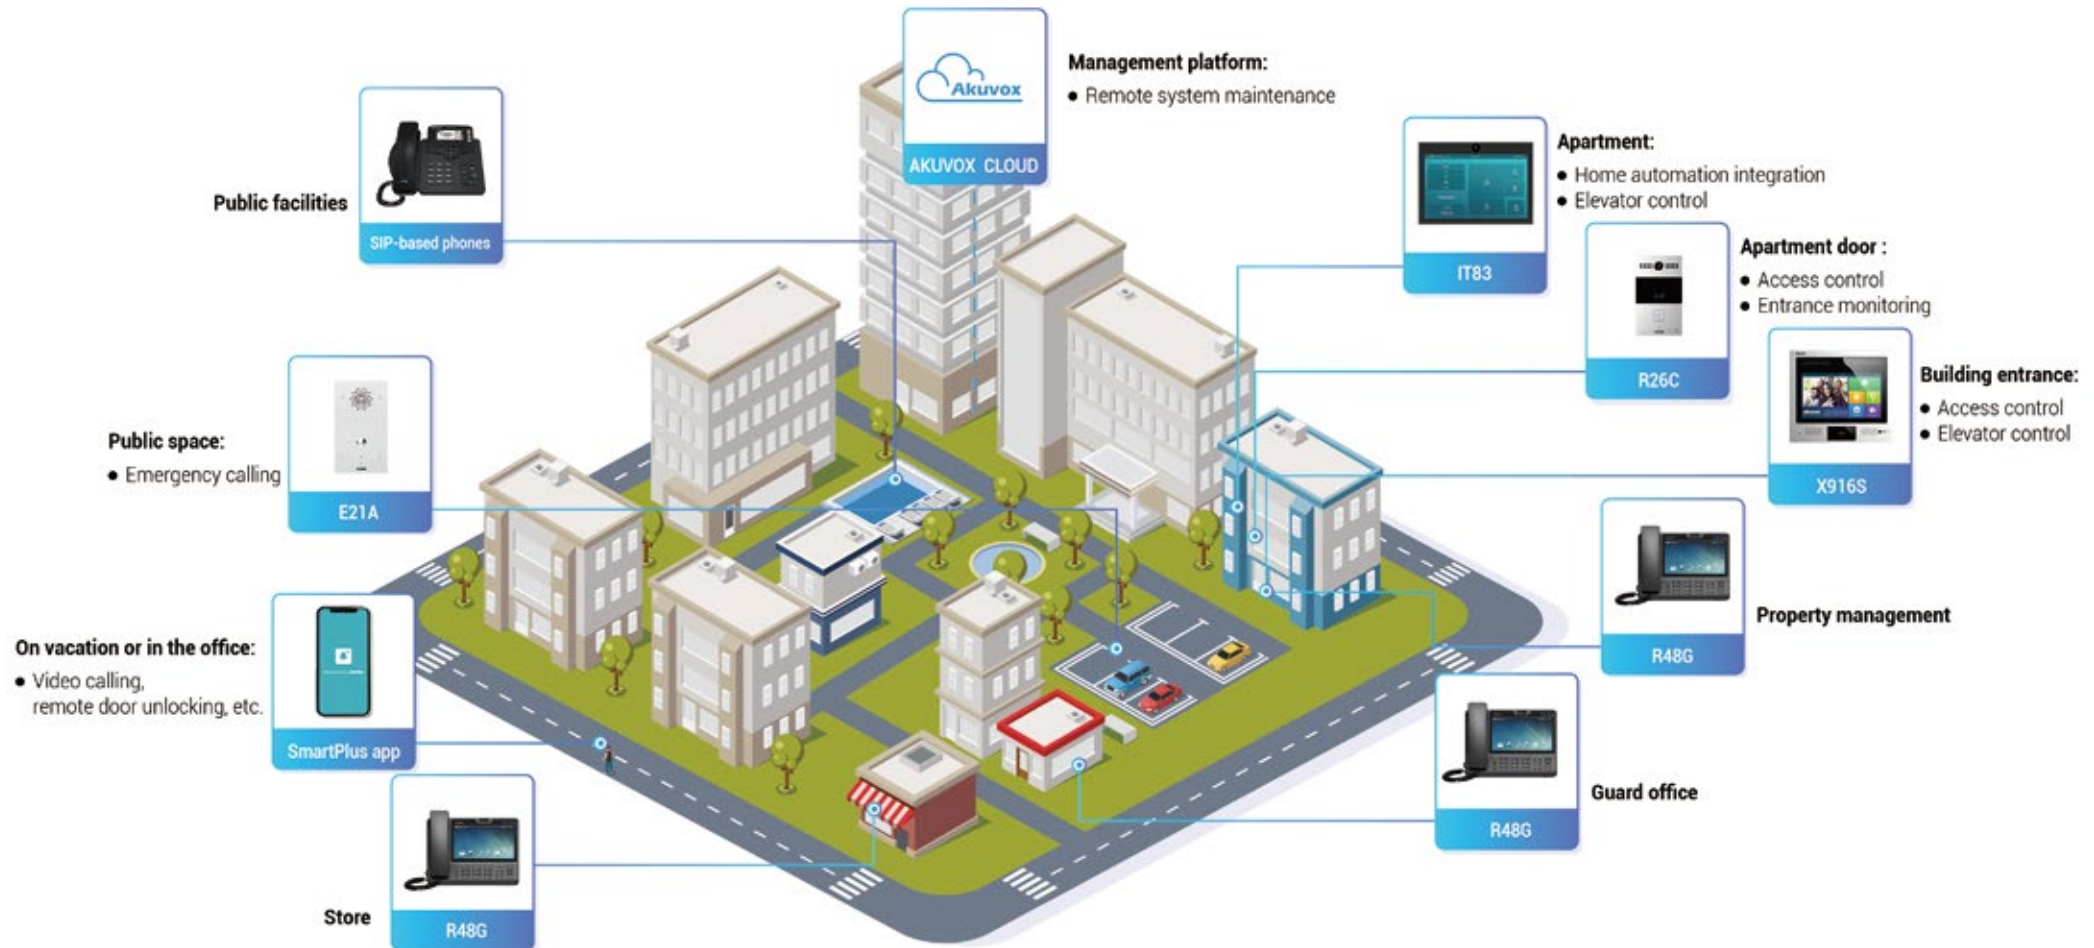 Akuvox
AKUVOX CLOUD
Management platform:
● Remote system maintenance
Public facilities
SIP-based phones
Apartment:
● Home automation integration
● Elevator control
IT83
Apartment door :
● Access control
● Entrance monitoring
R26C
Building entrance:
● Access control
● Elevator control
X916S
Public space:
● Emergency calling
E21A
Property management
R48G
On vacation or in the office:
● Video calling,
remote door unlocking, etc.
SmartPlus app
Guard office
R48G
Store
R48G